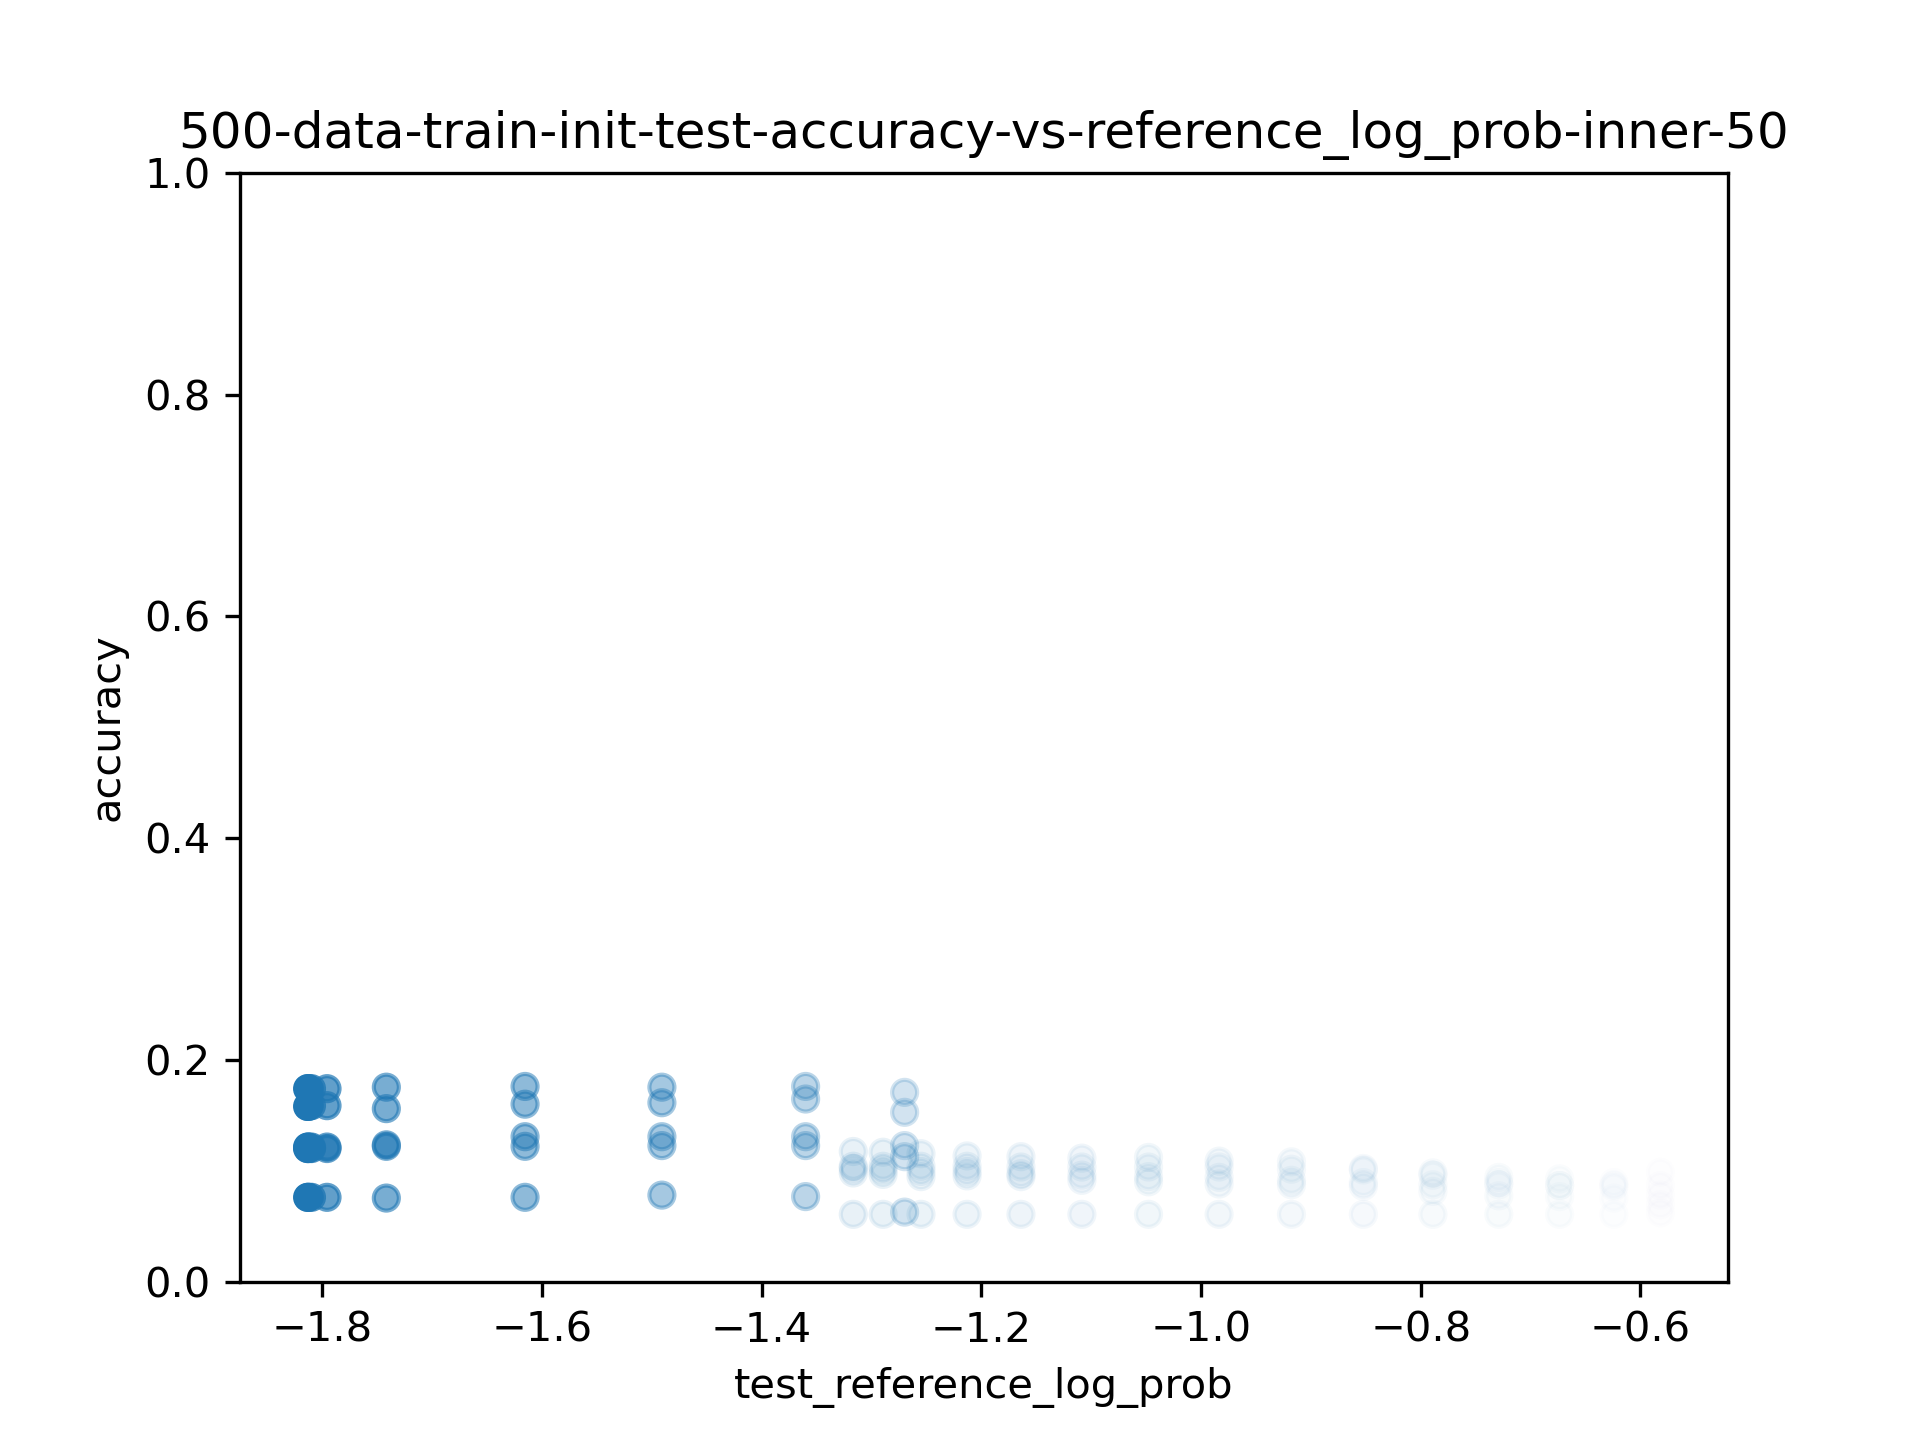 500-data-train-init-test-accuracy-vs-reference_log_prob-inner-50
1.0
0.8
0.6
0.4
0.2
0.0
accuracy
−1.8 −1.6 −1.4 −1.2 −1.0 −0.8 −0.6
test_reference_log_prob